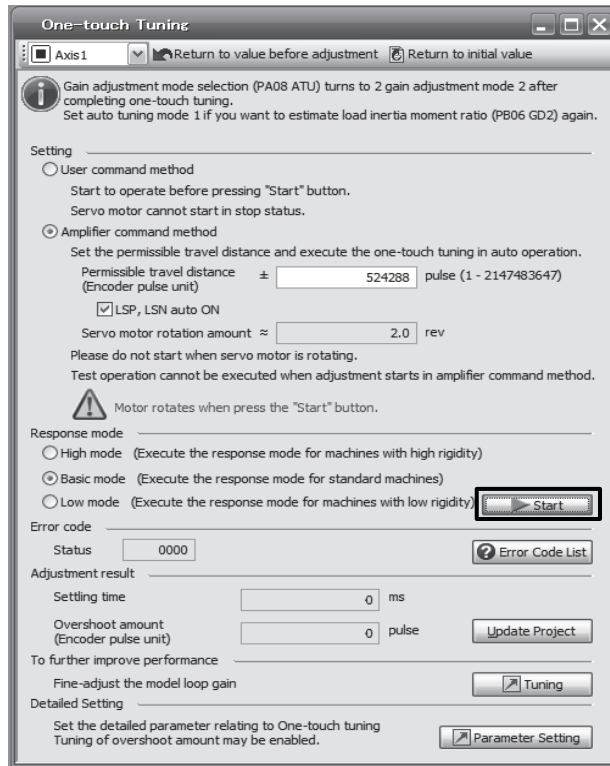 One-touch Tuning
Axis1 Return to value before adjustment Return to initial value
Gain adjustment mode selection (PA08 ATU) turns to 2 gain adjustment mode 2 after
completing one-touch tuning.
Set auto tuning mode 1 if you want to estimate load inertia moment ratio (PB06 GD2) again.
Setting
User command method
Start to operate before pressing "Start" button.
Servo motor cannot start in stop status.
Amplifier command method
Set the permissible travel distance and execute the one-touch tuning in auto operation.
Permissible travel distance
(Encoder pulse unit) ± 524288 pulse (1 - 2147483647)
LSP, LSN auto ON
Servo motor rotation amount ≈ 2.0 rev
Please do not start when servo motor is rotating.
Test operation cannot be executed when adjustment starts in amplifier command method.
Motor rotates when press the "Start" button.
Response mode
High mode (Execute the response mode for machines with high rigidity)
Basic mode (Execute the response mode for standard machines)
Low mode (Execute the response mode for machines with low rigidity) Start
Error code
Status 0000 Error Code List
Adjustment result
Settling time 0 ms
Overshoot amount
(Encoder pulse unit) 0 pulse Update Project
To further improve performance
Fine-adjust the model loop gain Tuning
Detailed Setting
Set the detailed parameter relating to One-touch tuning
Tuning of overshoot amount may be enabled. Parameter Setting